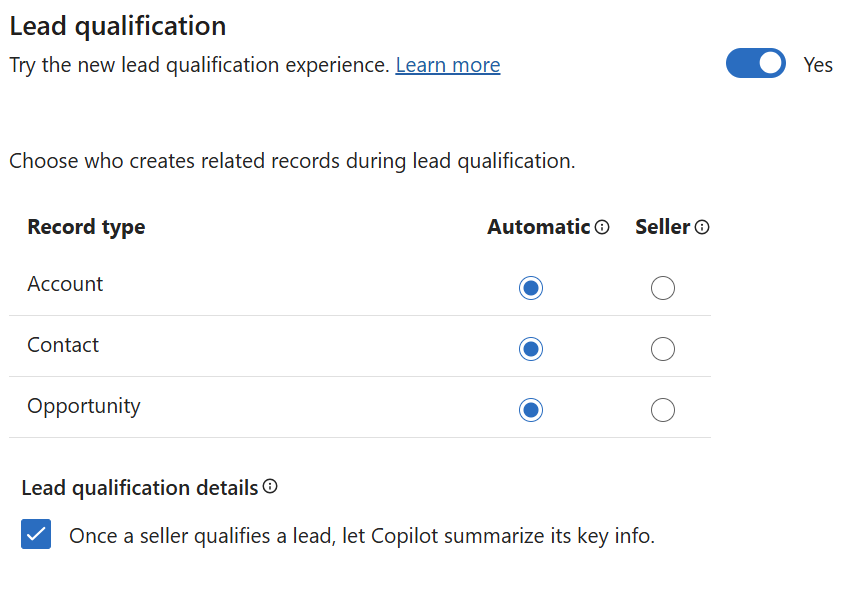 Lead qualification
Try the new lead qualification experience. Learn more
Yes
Choose who creates related records during lead qualification.
Record type Automatic Seller
Account
Contact
Opportunity
Lead qualification details
Once a seller qualifies a lead, let Copilot summarize its key info.